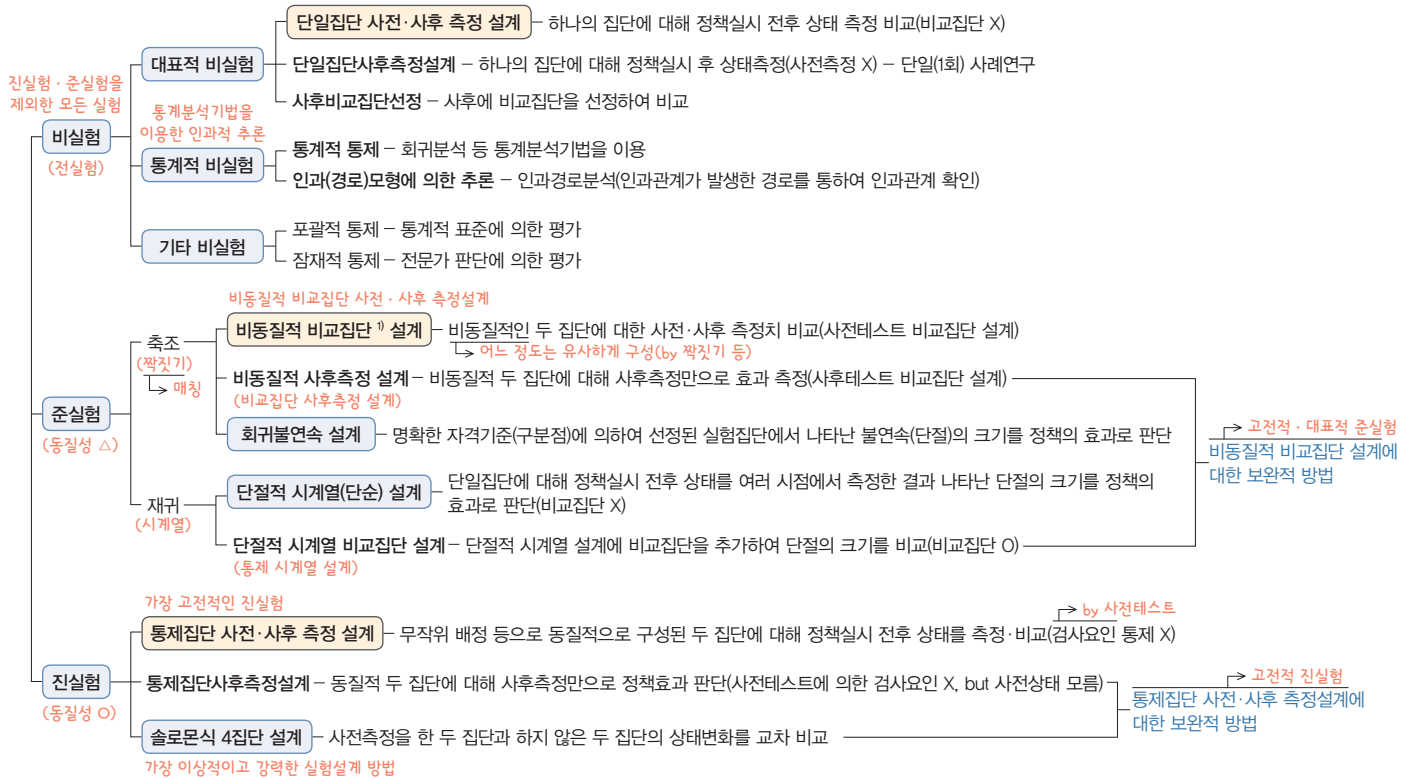 단일집단 사전·사후 측정 설계 – 하나의 집단에 대해 정책실시 전후 상태 측정 비교(비교집단 X)
진실험·준실험을
제외한 모든 실험
대표적 비실험
단일집단사후측정설계 – 하나의 집단에 대해 정책실시 후 상태측정(사전측정 X) – 단일(1회) 사례연구
사후비교집단선정 – 사후에 비교집단을 선정하여 비교
통계분석기법을
이용한 인과적 추론
비실험
(전실험)
통계적 비실험
통계적 통제 – 회귀분석 등 통계분석기법을 이용
인과(경로)모형에 의한 추론 – 인과경로분석(인과관계가 발생한 경로를 통하여 인과관계 확인)
기타 비실험
포괄적 통제 – 통계적 표준에 의한 평가
잠재적 통제 – 전문가 판단에 의한 평가
비동질적 비교집단 사전·사후 측정설계
비동질적 비교집단 1) 설계 – 비동질적인 두 집단에 대한 사전·사후 측정치 비교(사전테스트 비교집단 설계)
어느 정도는 유사하게 구성(by 짝짓기 등)
축조
(짝짓기)
매칭
비동질적 사후측정 설계 – 비동질적 두 집단에 대해 사후측정만으로 효과 측정(사후테스트 비교집단 설계)
(비교집단 사후측정 설계)
준실험
(동질성 △)
회귀불연속 설계 – 명확한 자격기준(구분점)에 의하여 선정된 실험집단에서 나타난 불연속(단절)의 크기를 정책의 효과로 판단
고전적·대표적 준실험
비동질적 비교집단 설계에
대한 보완적 방법
재귀
(시계열)
단절적 시계열(단순) 설계 – 단일집단에 대해 정책실시 전후 상태를 여러 시점에서 측정한 결과 나타난 단절의 크기를 정책의
효과로 판단(비교집단 X)
단절적 시계열 비교집단 설계 – 단절적 시계열 설계에 비교집단을 추가하여 단절의 크기를 비교(비교집단 O)
(통제 시계열 설계)
가장 고전적인 진실험
by 사전테스트
통제집단 사전·사후 측정 설계 – 무작위 배정 등으로 동질적으로 구성된 두 집단에 대해 정책실시 전후 상태를 측정·비교(검사요인 통제 X)
진실험
(동질성 O)
통제집단사후측정설계 – 동질적 두 집단에 대해 사후측정만으로 정책효과 판단(사전테스트에 의한 검사요인 X, but 사전상태 모름)
고전적 진실험
통제집단 사전·사후 측정설계에
대한 보완적 방법
솔로몬식 4집단 설계 – 사전측정을 한 두 집단과 하지 않은 두 집단의 상태변화를 교차 비교
가장 이상적이고 강력한 실험설계 방법